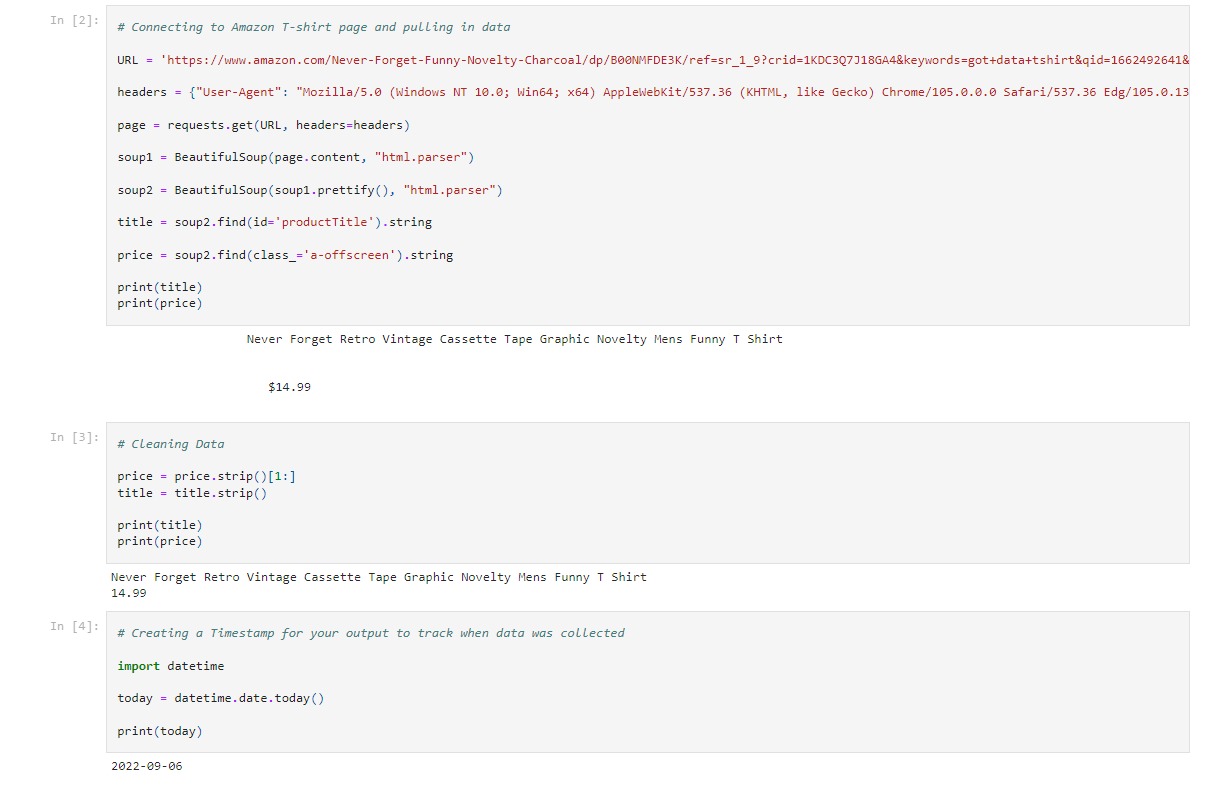 In [2]:
# Connecting to Amazon T-shirt page and pulling in data
URL = 'https://www.amazon.com/Never-Forget-Funny-Novelty-Charcoal/dp/B00NMFDE3K/ref=sr_1_9?crid=1KDC3Q7J18GA4&keywords=got+data+tshirt&qid=1662492641&
headers = {"User-Agent": "Mozilla/5.0 (Windows NT 10.0; Win64; x64) AppleWebKit/537.36 (KHTML, like Gecko) Chrome/105.0.0.0 Safari/537.36 Edg/105.0.13
page = requests.get(URL, headers=headers)
soup1 = BeautifulSoup(page.content, "html.parser")
soup2 = BeautifulSoup(soup1.prettify(), "html.parser")
title = soup2.find(id='productTitle').string
price = soup2.find(class_='a-offscreen').string
print(title)
print(price)
Never Forget Retro Vintage Cassette Tape Graphic Novelty Mens Funny T Shirt
$14.99
In [3]:
# Cleaning Data
price = price.strip()[1:]
title = title.strip()
print(title)
print(price)
Never Forget Retro Vintage Cassette Tape Graphic Novelty Mens Funny T Shirt
14.99
In [4]:
# Creating a Timestamp for your output to track when data was collected
import datetime
today = datetime.date.today()
print(today)
2022-09-06